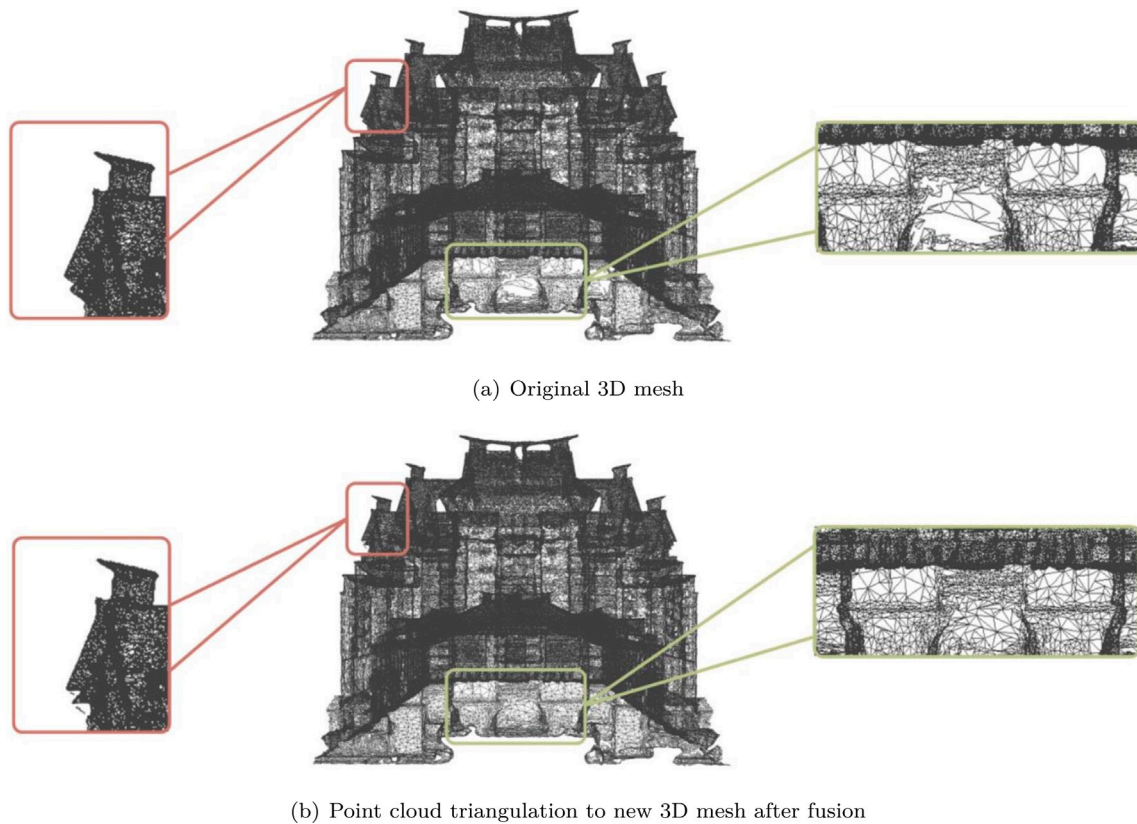 (a) Original 3D mesh
(b) Point cloud triangulation to new 3D mesh after fusion